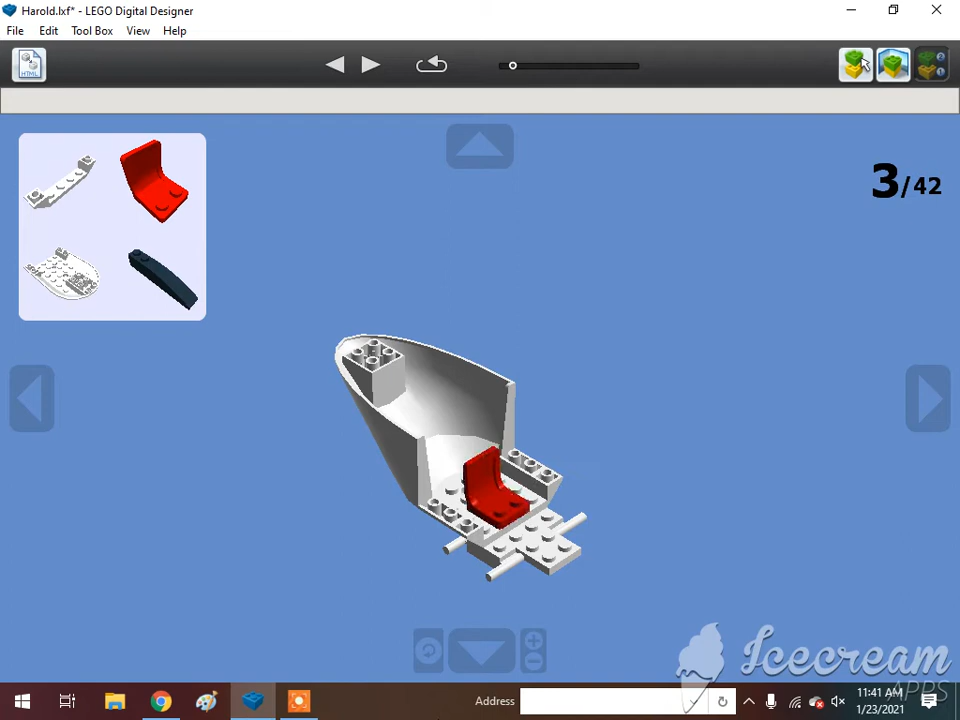 Harold.lxf* - LEGO Digital Designer
File Edit Tool Box View Help
HTML
3/42
Icecream
APPS
Address
11:41 AM
1/23/2021